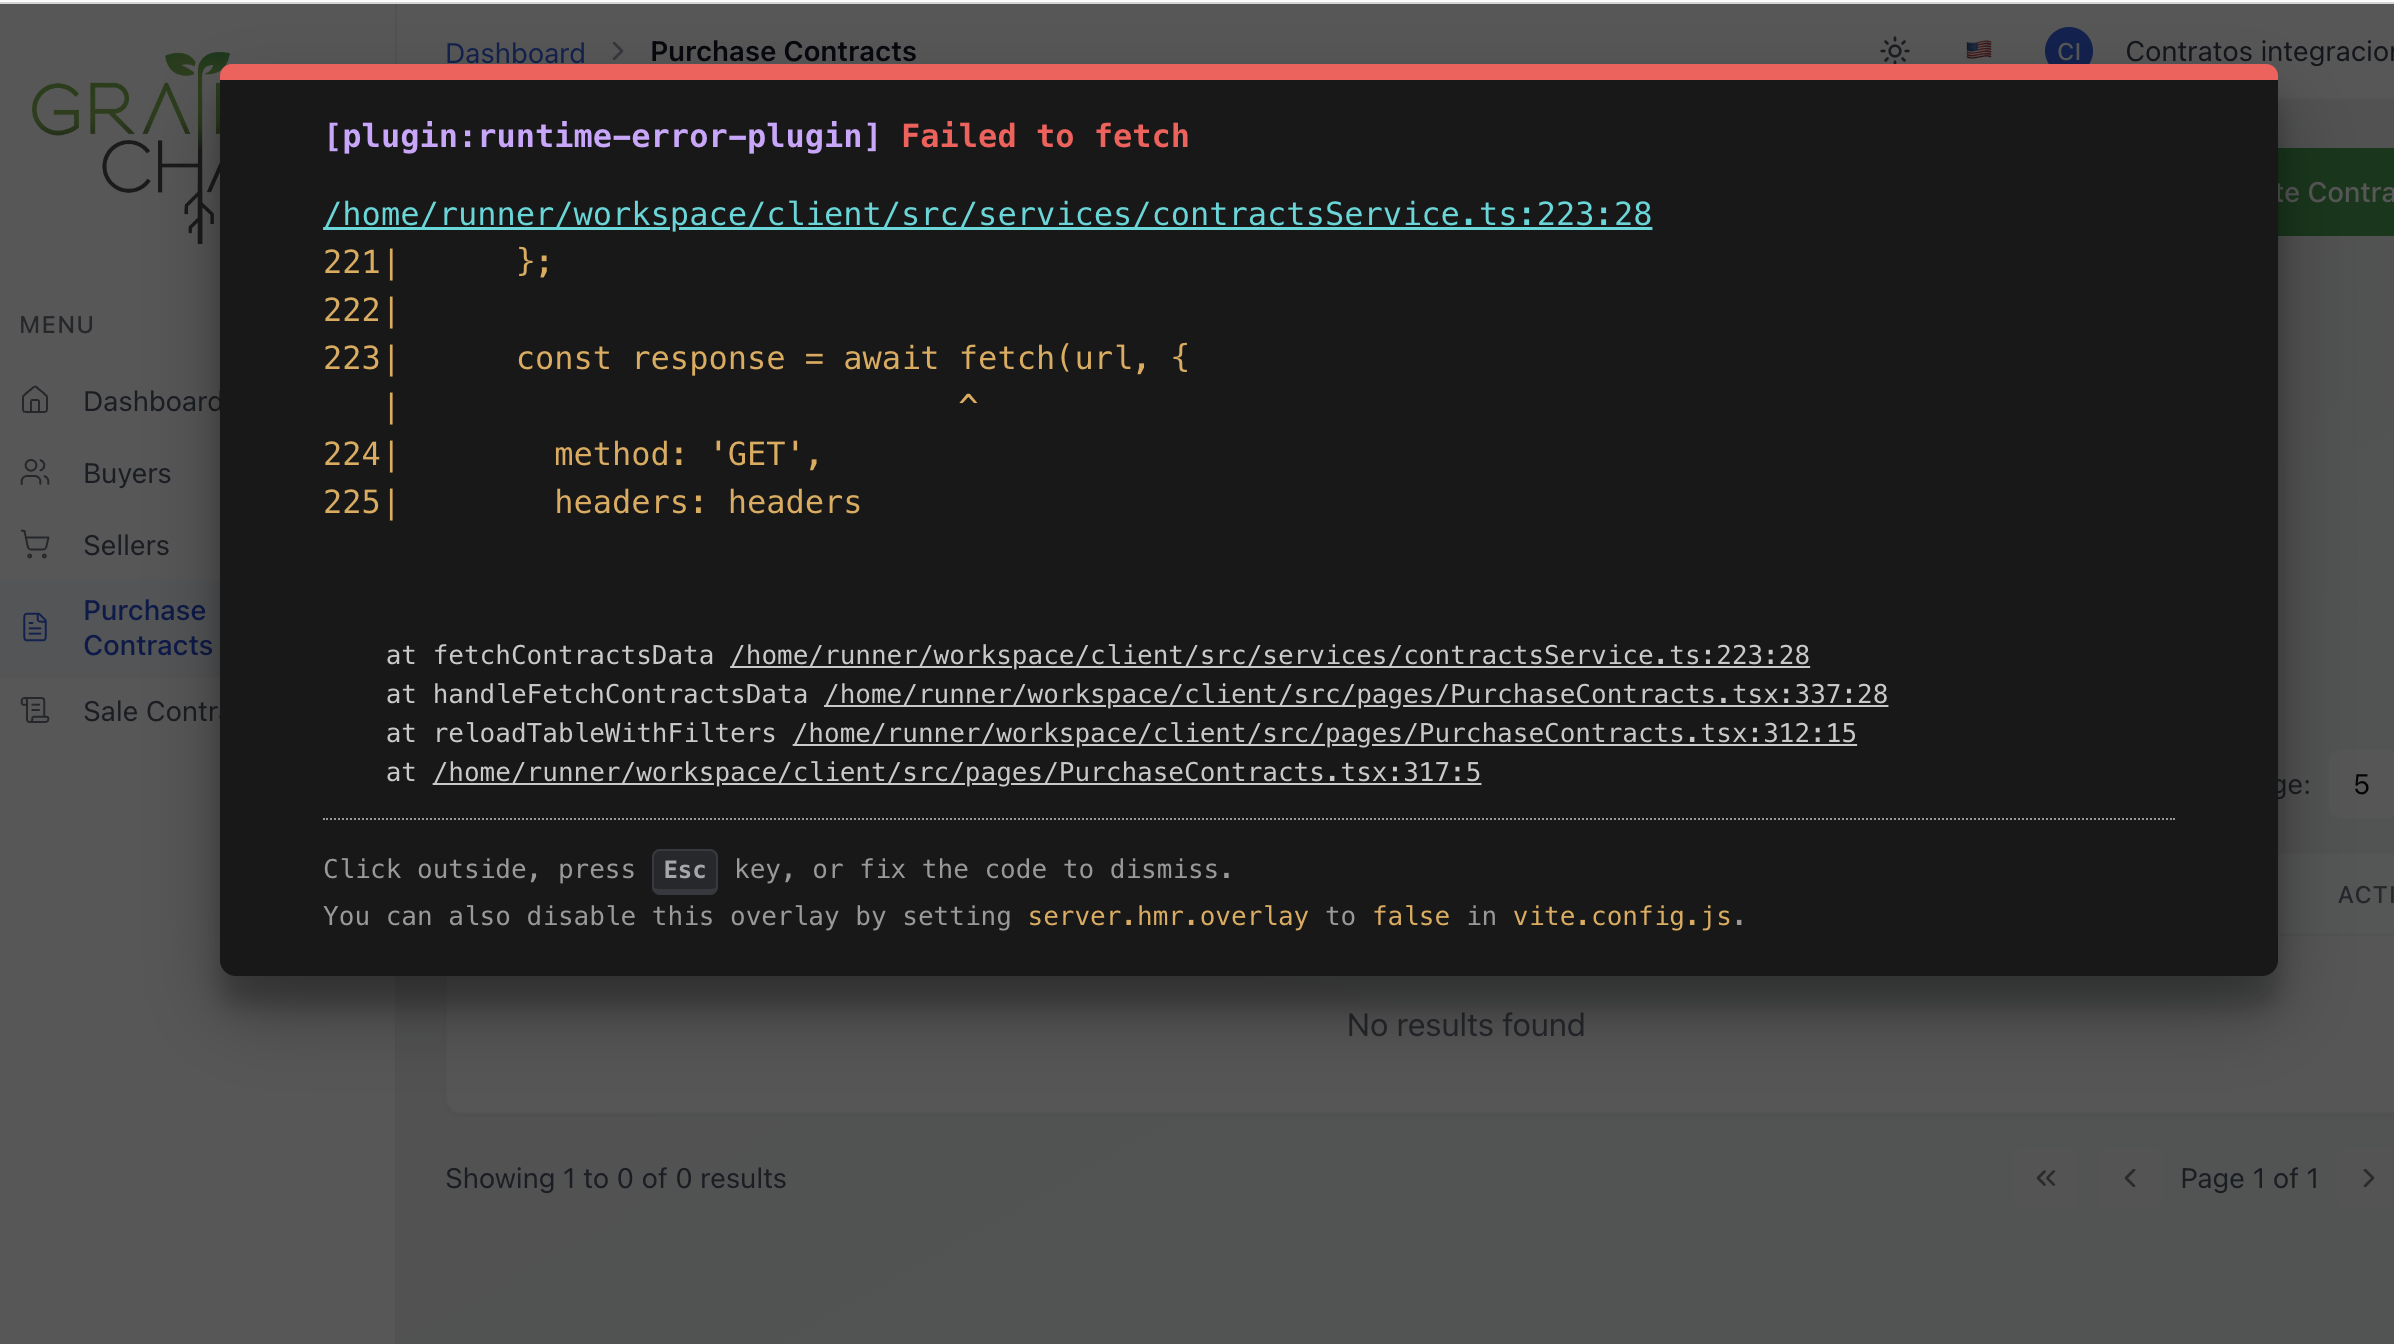 Dashboard > Purchase Contracts
CI Contratos integracion
GRAI
CHA
[plugin:runtime-error-plugin] Failed to fetch
te Contra
/home/runner/workspace/client/src/services/contractsService.ts:223:28
221|      };
222|
223|      const response = await fetch(url, {
   |                             ^
224|        method: 'GET',
225|        headers: headers
MENU
Dashboard
Buyers
Sellers
Purchase
Contracts
Sale Contr
at fetchContractsData /home/runner/workspace/client/src/services/contractsService.ts:223:28
at handleFetchContractsData /home/runner/workspace/client/src/pages/PurchaseContracts.tsx:337:28
at reloadTableWithFilters /home/runner/workspace/client/src/pages/PurchaseContracts.tsx:312:15
at /home/runner/workspace/client/src/pages/PurchaseContracts.tsx:317:5
ge: 5
Click outside, press Esc key, or fix the code to dismiss.
You can also disable this overlay by setting server.hmr.overlay to false in vite.config.js.
ACTI
No results found
Showing 1 to 0 of 0 results
« < Page 1 of 1 >